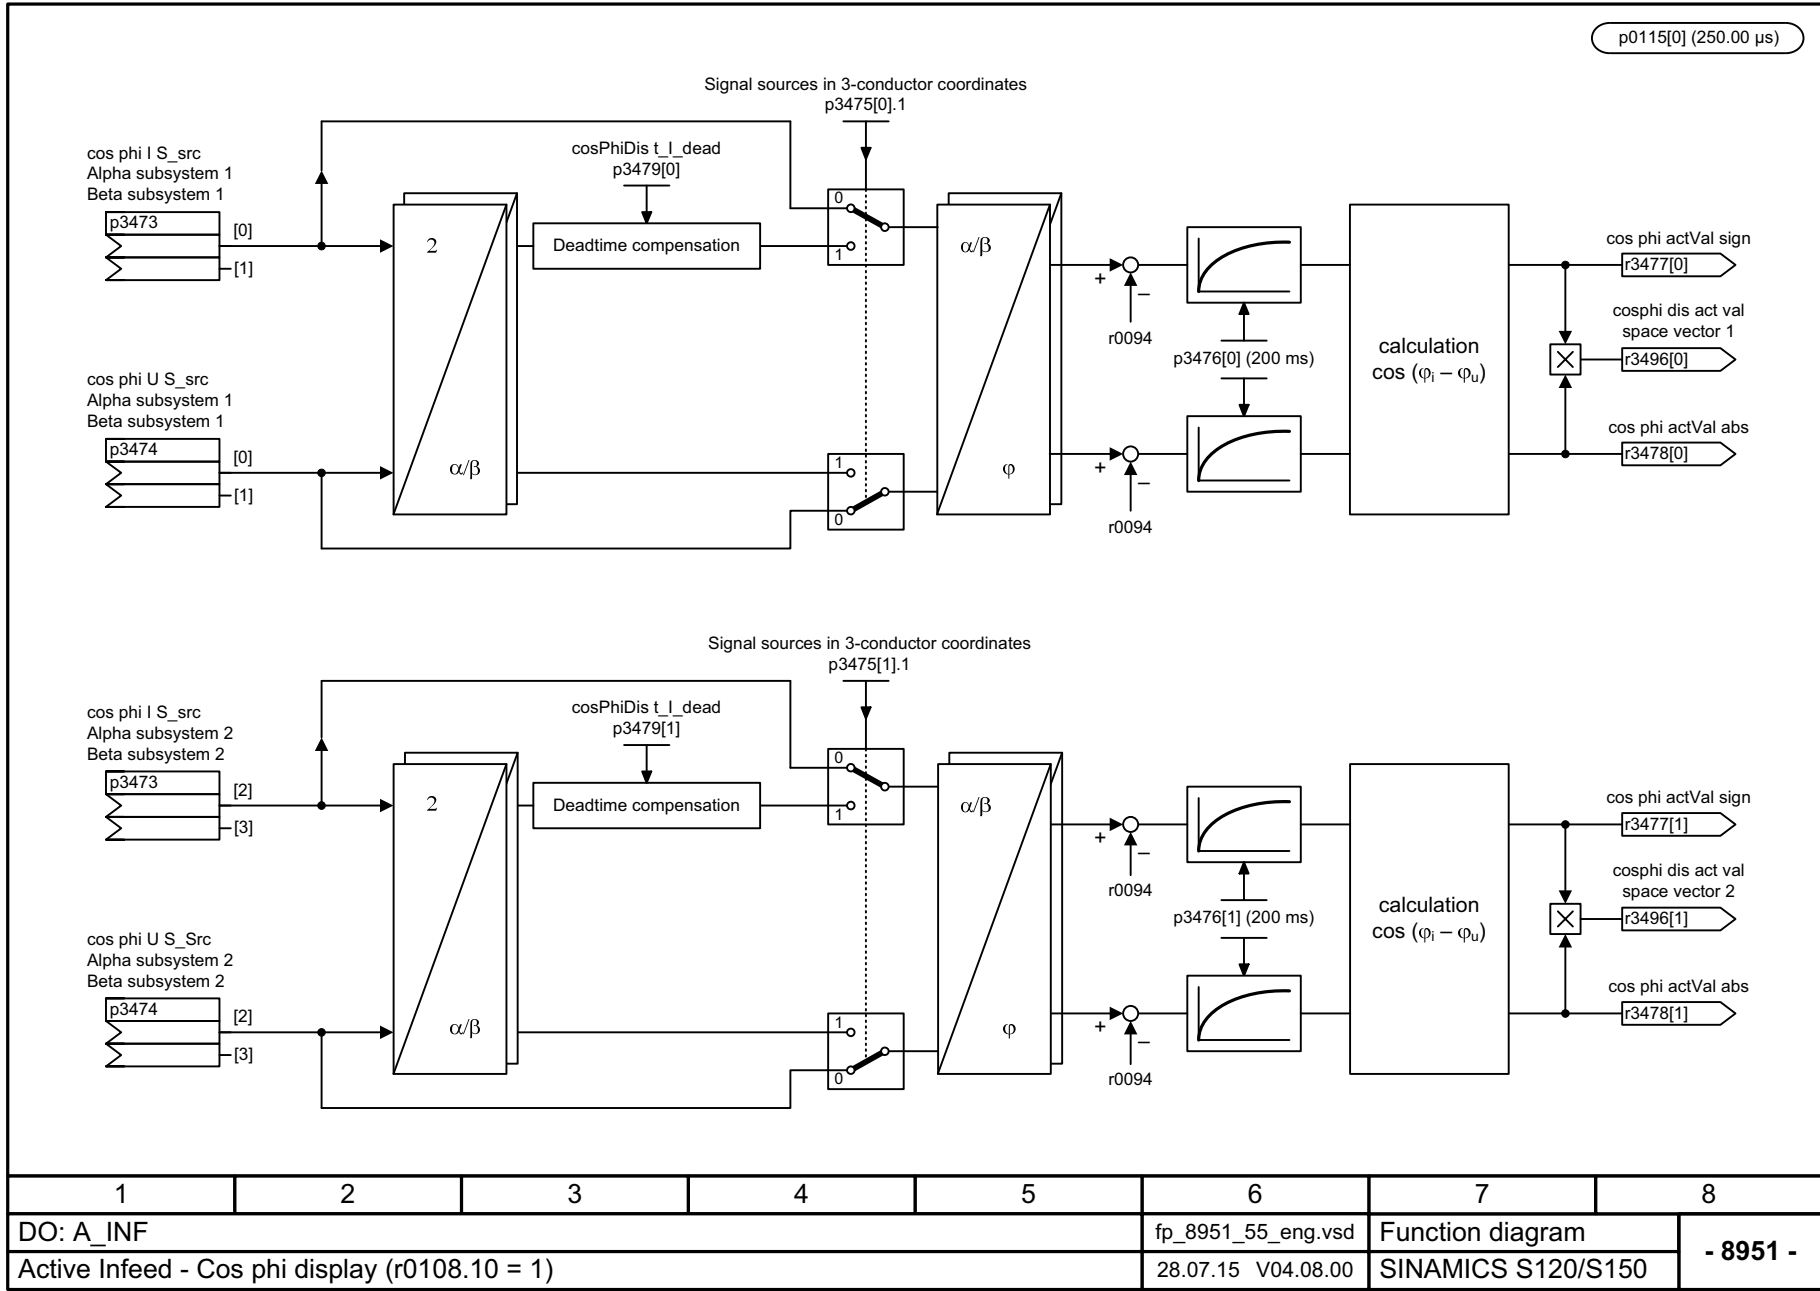 p0115[0] (250.00 µs)
Signal sources in 3-conductor coordinates
p3475[0].1
cos phi I S_src
Alpha subsystem 1
Beta subsystem 1
p3473
[0]
[1]
cosPhiDis t_I_dead
p3479[0]
2
α/β
Deadtime compensation
0
1
α/β
φ
+
–
r0094
p3476[0] (200 ms)
calculation
cos (φi – φu)
cos phi actVal sign
r3477[0]
cosphi dis act val
space vector 1
r3496[0]
cos phi U S_src
Alpha subsystem 1
Beta subsystem 1
p3474
[0]
[1]
1
0
+
–
r0094
cos phi actVal abs
r3478[0]
Signal sources in 3-conductor coordinates
p3475[1].1
cos phi I S_src
Alpha subsystem 2
Beta subsystem 2
p3473
[2]
[3]
cosPhiDis t_I_dead
p3479[1]
2
α/β
Deadtime compensation
0
1
α/β
φ
+
–
r0094
p3476[1] (200 ms)
calculation
cos (φi – φu)
cos phi actVal sign
r3477[1]
cosphi dis act val
space vector 2
r3496[1]
cos phi U S_Src
Alpha subsystem 2
Beta subsystem 2
p3474
[2]
[3]
1
0
+
–
r0094
cos phi actVal abs
r3478[1]
1 2 3 4 5 6 7 8
DO: A_INF
fp_8951_55_eng.vsd
Function diagram
- 8951 -
Active Infeed - Cos phi display (r0108.10 = 1)
28.07.15 V04.08.00
SINAMICS S120/S150